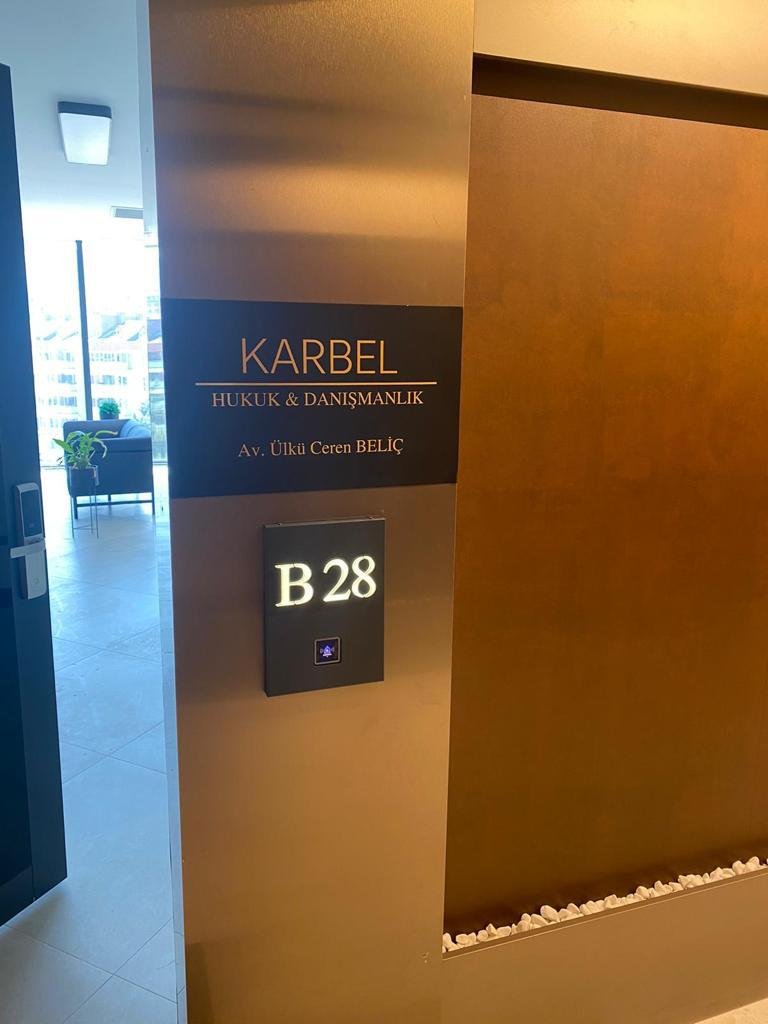 KARBEL
HUKUK & DANIŞMANLIK
Av. Ülkü Ceren BELİÇ
B 28